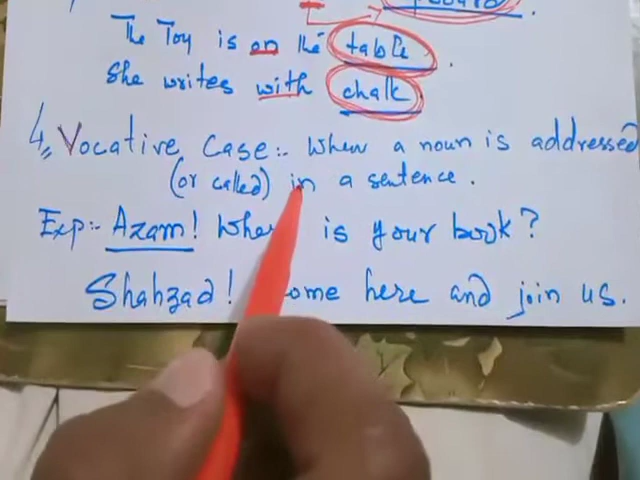 The Toy is on the table.
She writes with chalk.
4, Vocative Case:- When a noun is addressed
(or called) in a sentence.
Exp:- Azam! Where is your book?
Shahzad! come here and join us.